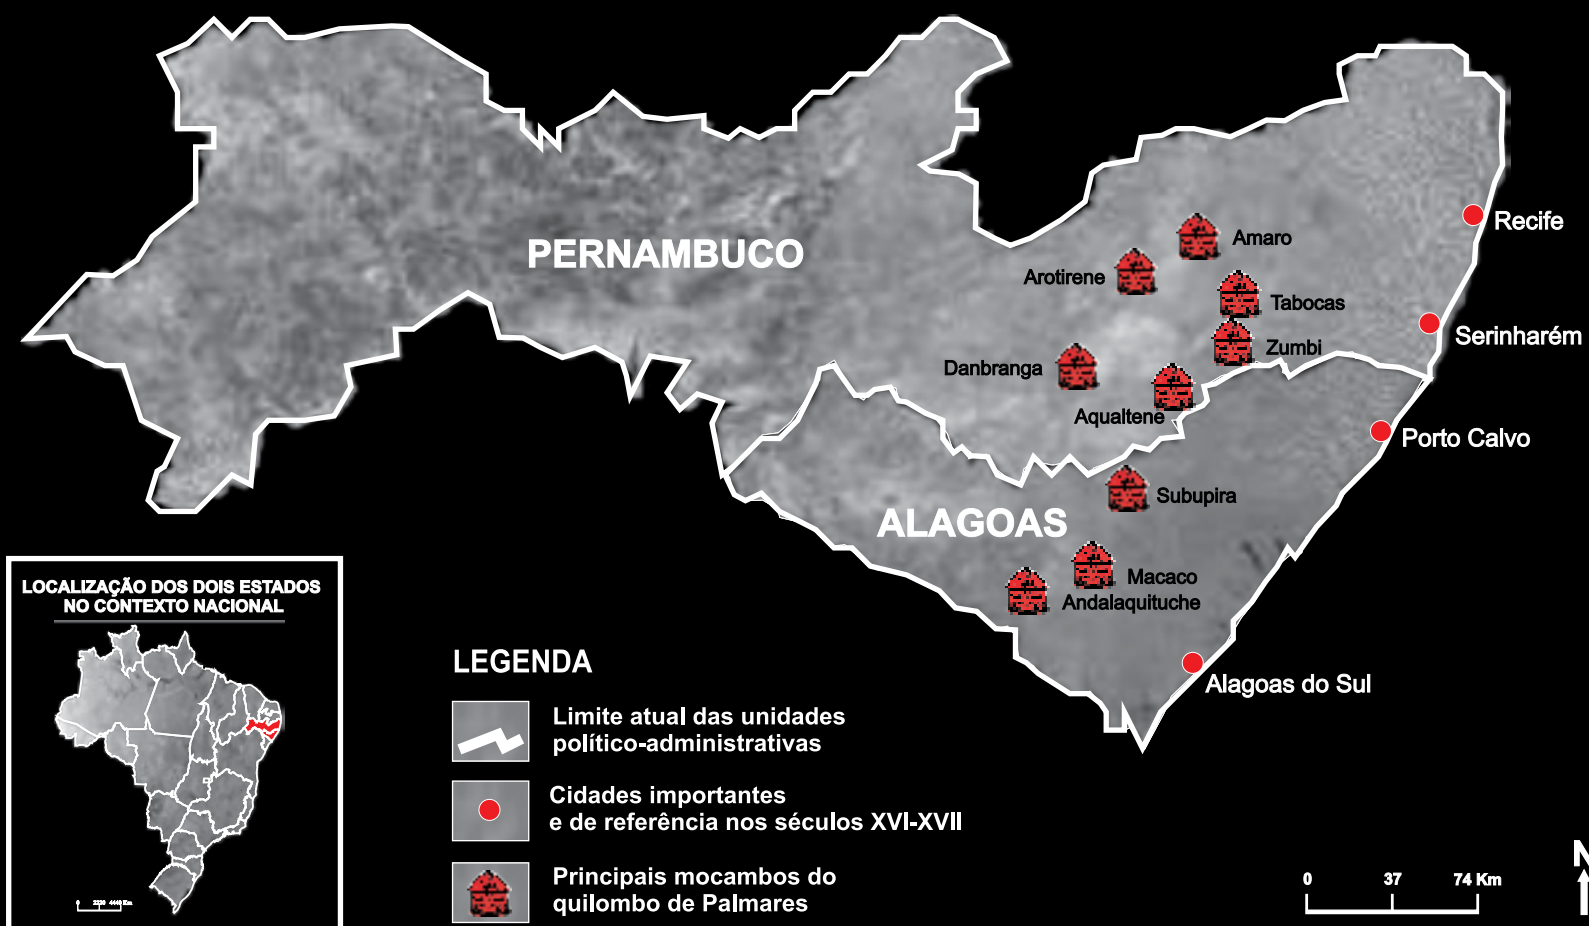 PERNAMBUCO
Amaro
Recife
Arotirene
Tabocas
Serinharém
Zumbi
Danbranga
Aqualtene
Porto Calvo
Subupira
ALAGOAS
Macaco
Andalaquituche
Alagoas do Sul
LOCALIZAÇÃO DOS DOIS ESTADOS
NO CONTEXTO NACIONAL
LEGENDA
Limite atual das unidades
político-administrativas
Cidades importantes
e de referência nos séculos XVI-XVII
Principais mocambos do
quilombo de Palmares
0 37 74 Km
N